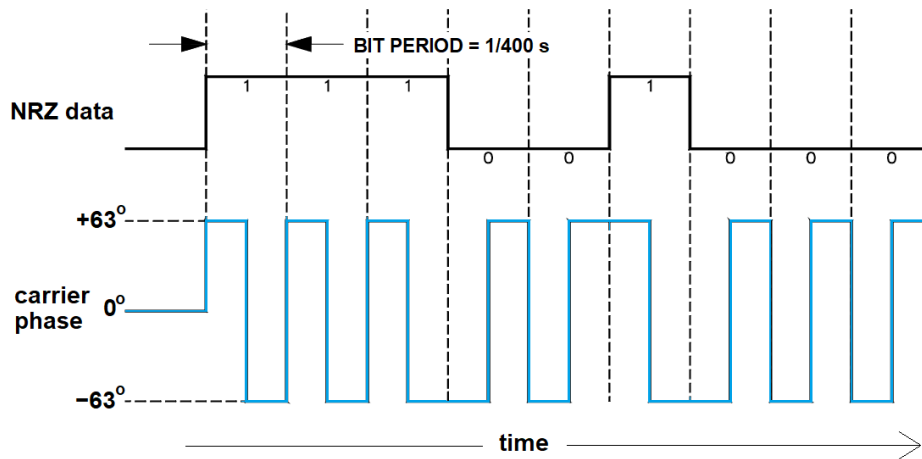 BIT PERIOD = 1/400 s
1 1 1 1
NRZ data
0 0 0 0 0
+63°
carrier
phase
0°
−63°
time